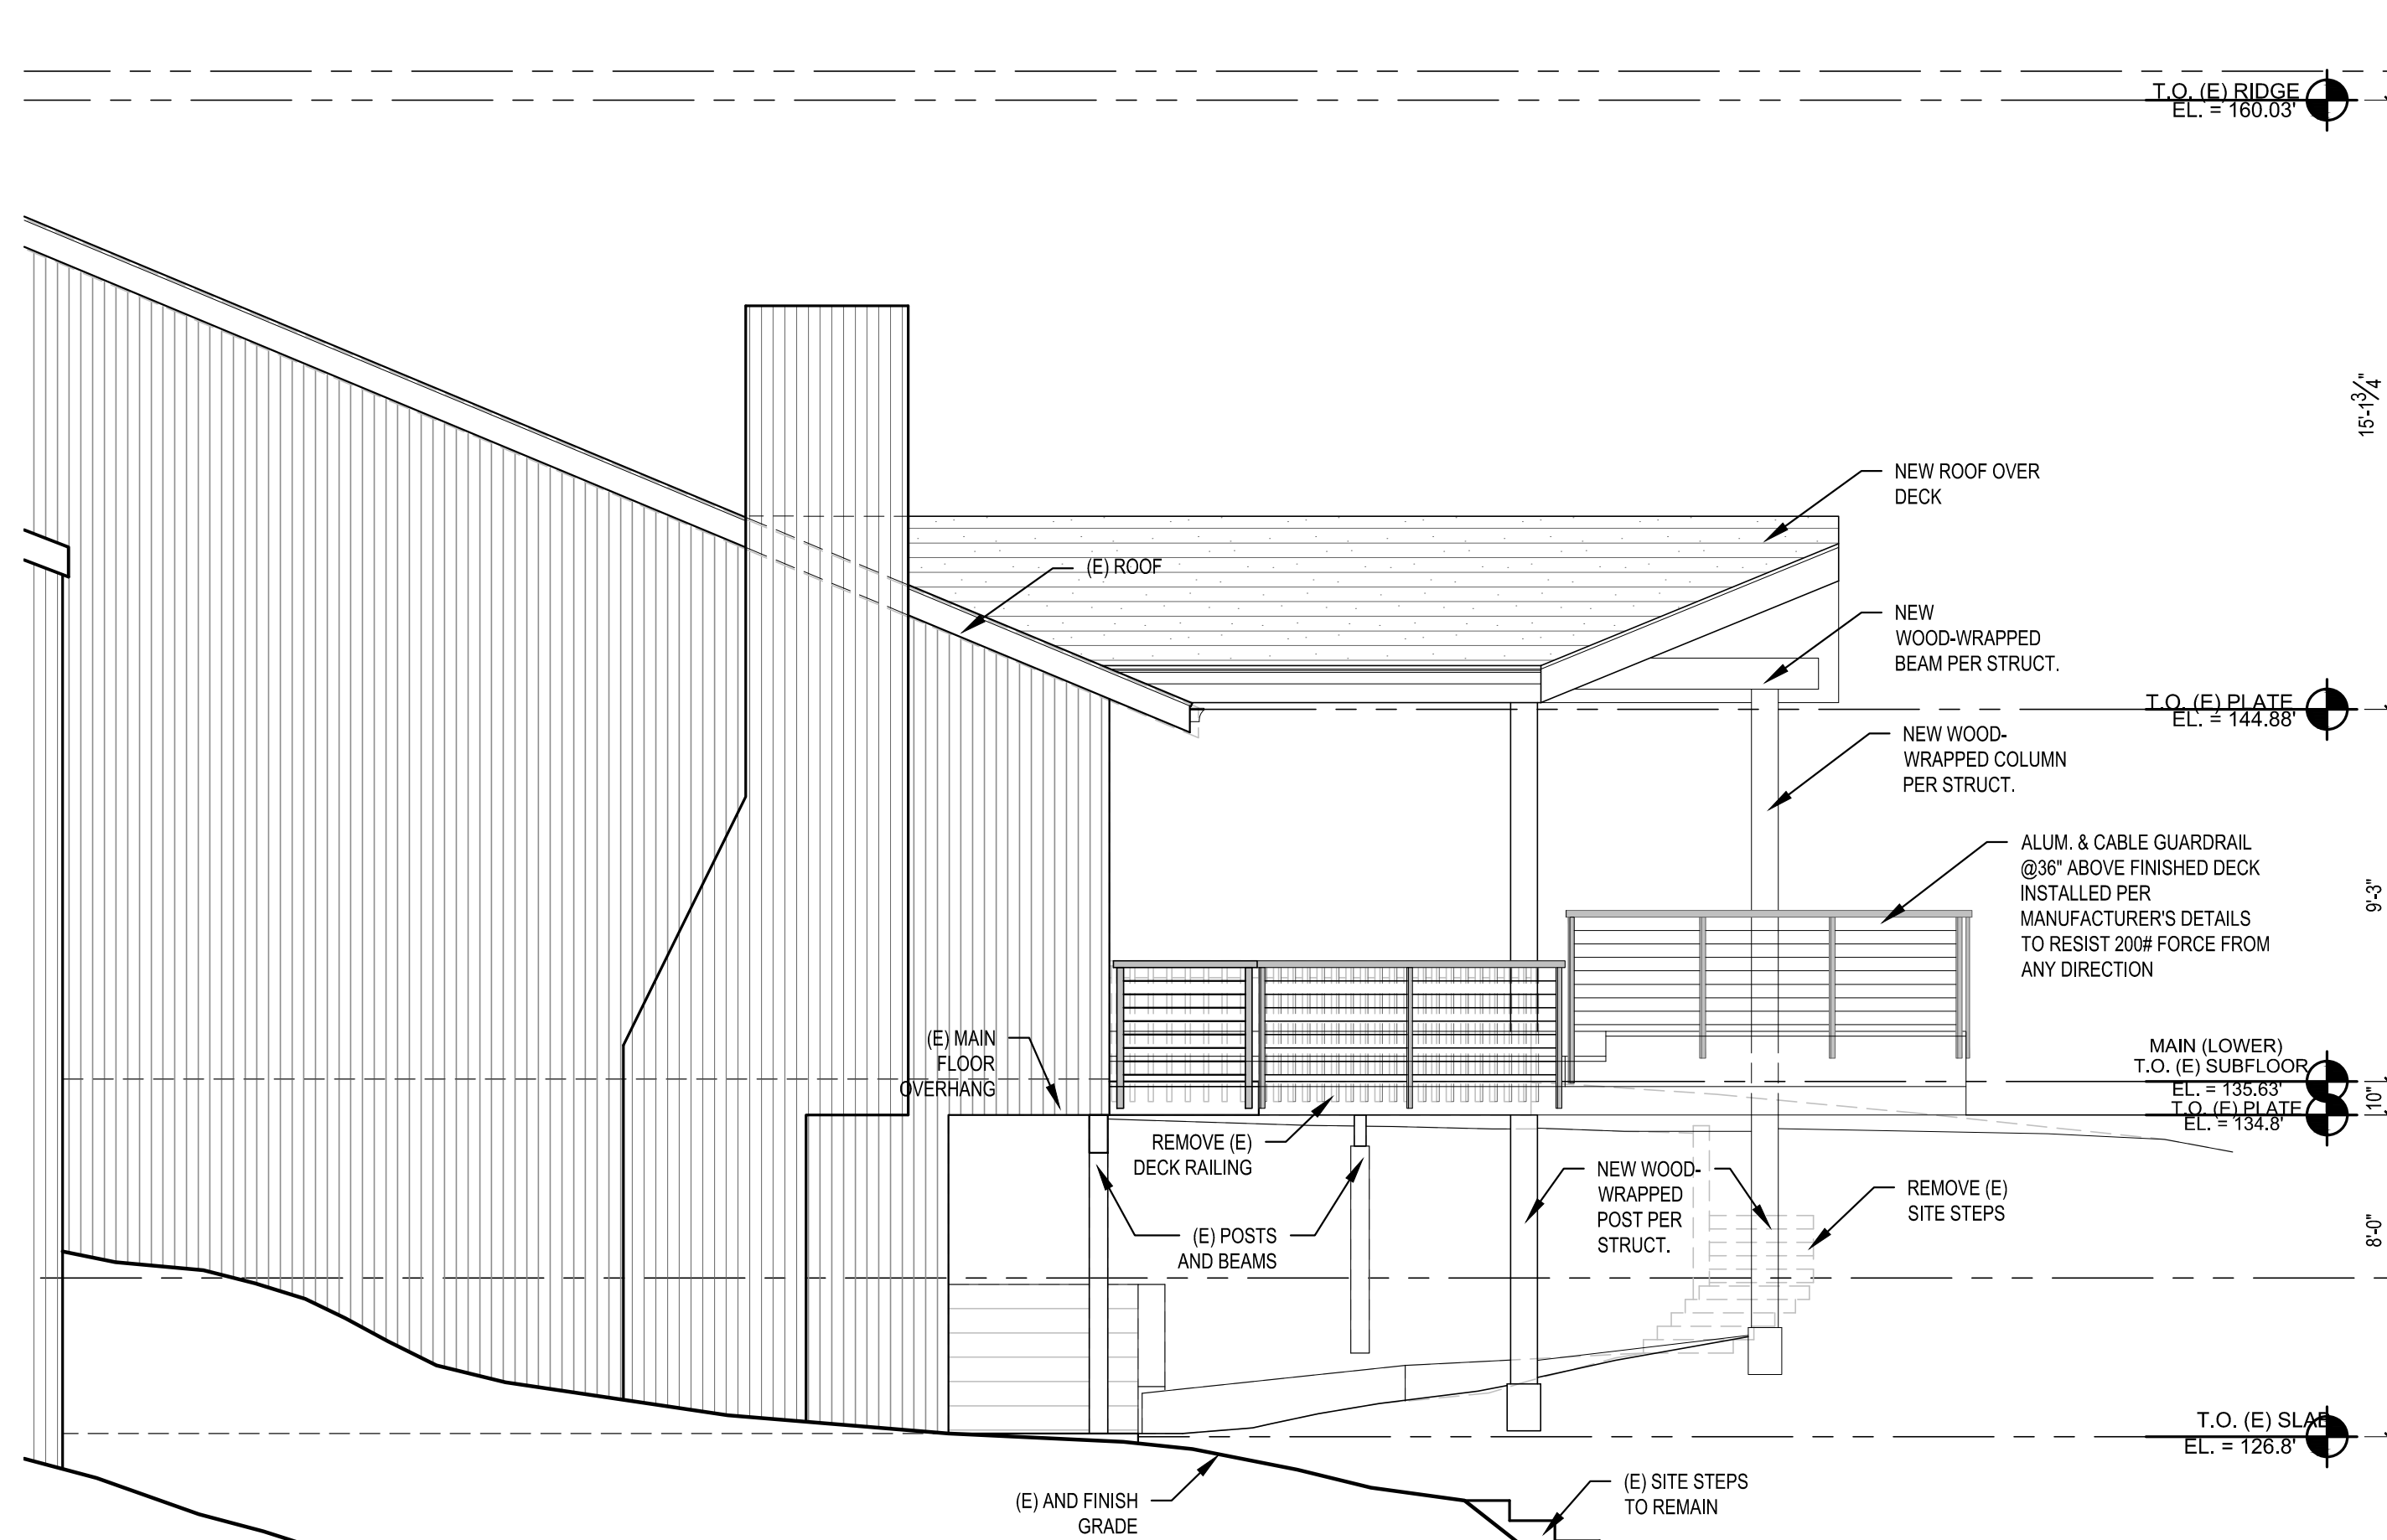 T.O. (E) RIDGE
EL. = 160.03'
15'-1 3/4"
NEW ROOF OVER
DECK
(E) ROOF
NEW
WOOD-WRAPPED
BEAM PER STRUCT.
T.O. (E) PLATE
EL. = 144.88'
NEW WOOD-
WRAPPED COLUMN
PER STRUCT.
ALUM. & CABLE GUARDRAIL
@36" ABOVE FINISHED DECK
INSTALLED PER
MANUFACTURER'S DETAILS
TO RESIST 200# FORCE FROM
ANY DIRECTION
9'-3"
(E) MAIN
FLOOR
OVERHANG
MAIN (LOWER)
T.O. (E) SUBFLOOR
EL. = 135.63'
10"
T.O. (E) PLATE
EL. = 134.8'
REMOVE (E)
DECK RAILING
(E) POSTS
AND BEAMS
NEW WOOD-
WRAPPED
POST PER
STRUCT.
REMOVE (E)
SITE STEPS
8'-0"
T.O. (E) SLAB
EL. = 126.8'
(E) AND FINISH
GRADE
(E) SITE STEPS
TO REMAIN